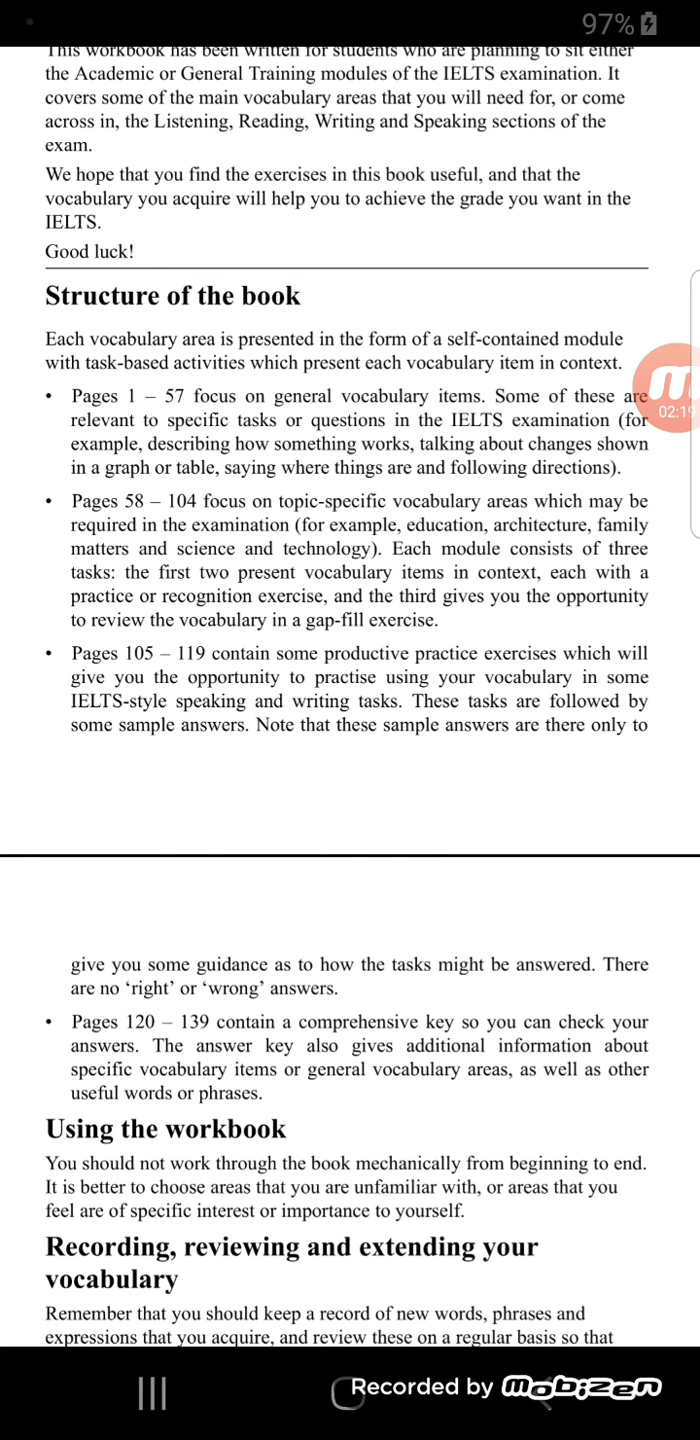 97%
This workbook has been written for students who are planning to sit either
the Academic or General Training modules of the IELTS examination. It
covers some of the main vocabulary areas that you will need for, or come
across in, the Listening, Reading, Writing and Speaking sections of the
exam.
We hope that you find the exercises in this book useful, and that the
vocabulary you acquire will help you to achieve the grade you want in the
IELTS.
Good luck!
Structure of the book
Each vocabulary area is presented in the form of a self-contained module
with task-based activities which present each vocabulary item in context.
• Pages 1 – 57 focus on general vocabulary items. Some of these are
relevant to specific tasks or questions in the IELTS examination (for
example, describing how something works, talking about changes shown
in a graph or table, saying where things are and following directions).
02:19
• Pages 58 – 104 focus on topic-specific vocabulary areas which may be
required in the examination (for example, education, architecture, family
matters and science and technology). Each module consists of three
tasks: the first two present vocabulary items in context, each with a
practice or recognition exercise, and the third gives you the opportunity
to review the vocabulary in a gap-fill exercise.
• Pages 105 – 119 contain some productive practice exercises which will
give you the opportunity to practise using your vocabulary in some
IELTS-style speaking and writing tasks. These tasks are followed by
some sample answers. Note that these sample answers are there only to
give you some guidance as to how the tasks might be answered. There
are no ‘right’ or ‘wrong’ answers.
• Pages 120 – 139 contain a comprehensive key so you can check your
answers. The answer key also gives additional information about
specific vocabulary items or general vocabulary areas, as well as other
useful words or phrases.
Using the workbook
You should not work through the book mechanically from beginning to end.
It is better to choose areas that you are unfamiliar with, or areas that you
feel are of specific interest or importance to yourself.
Recording, reviewing and extending your
vocabulary
Remember that you should keep a record of new words, phrases and
expressions that you acquire, and review these on a regular basis so that
Recorded by mobizen